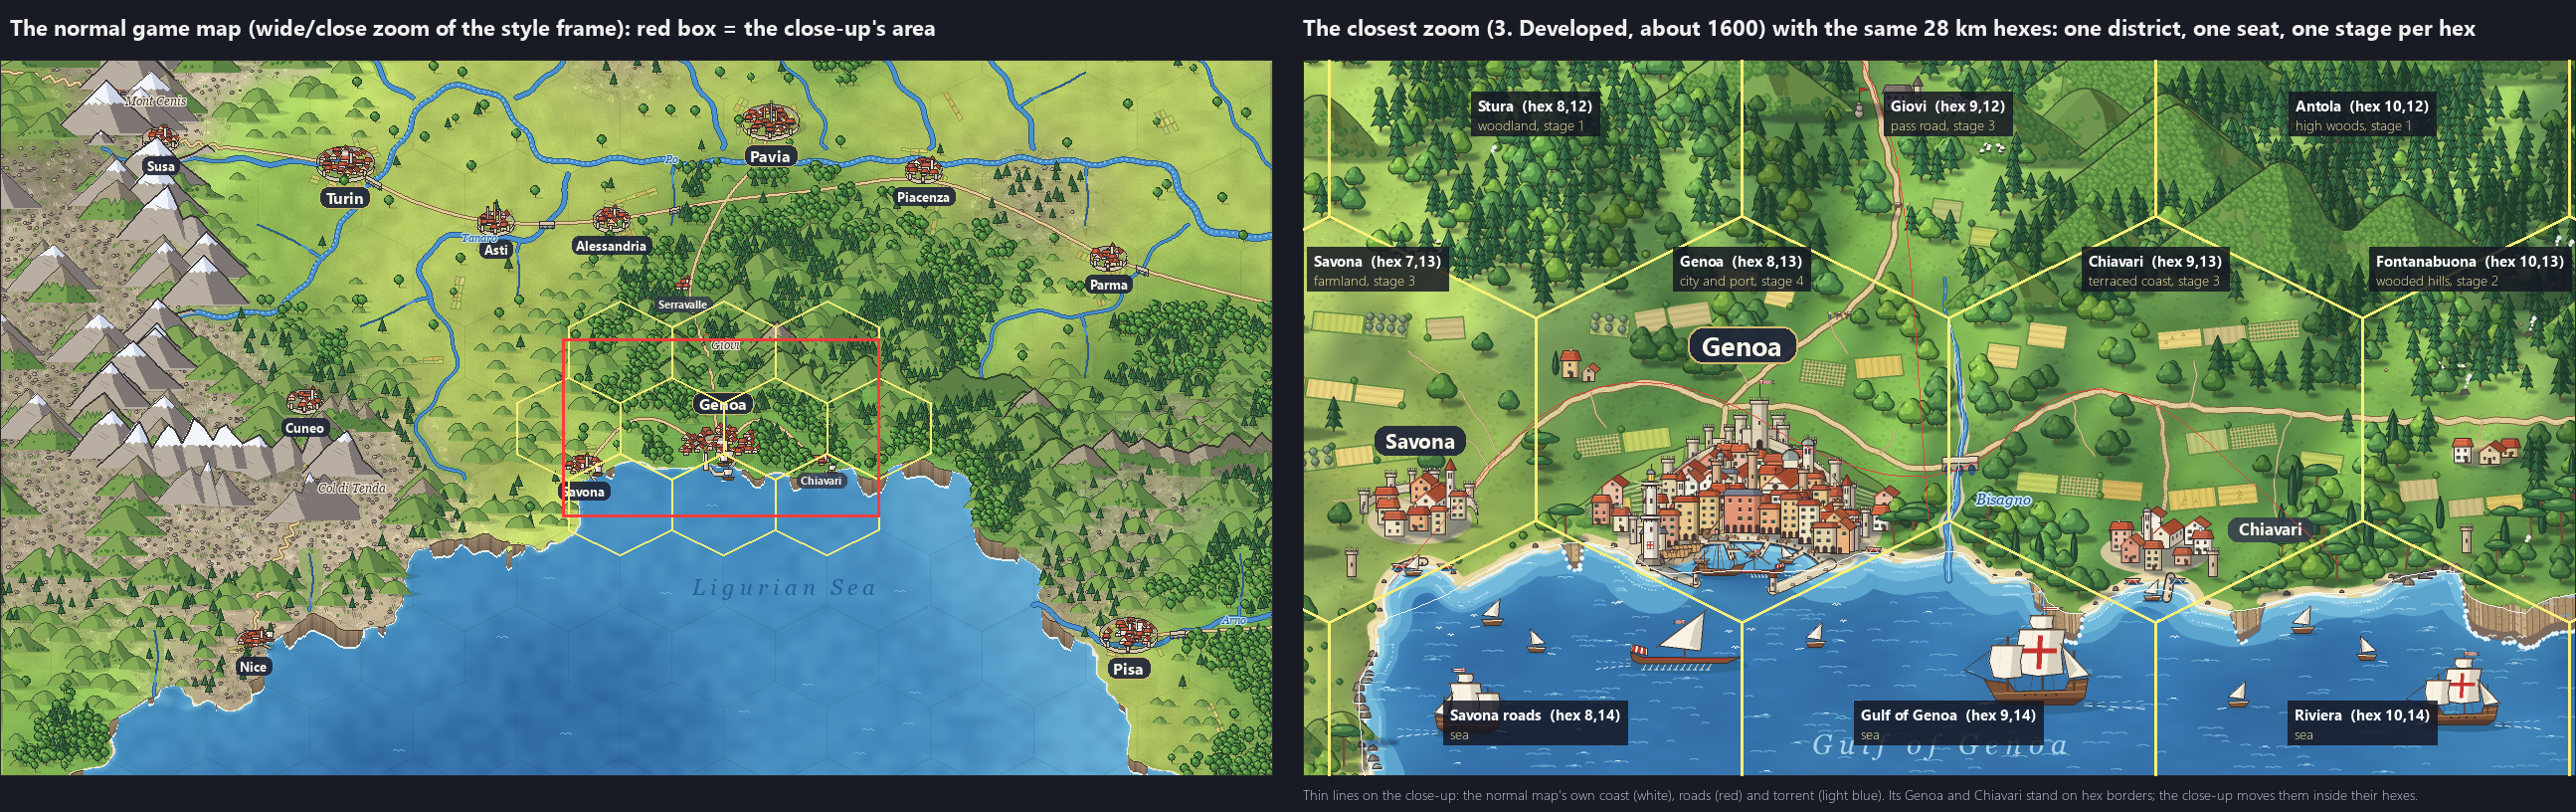 The normal game map (wide/close zoom of the style frame): red box = the close-up's area
Mont Cenis
Susa
Turin
Pavia
Po
Piacenza
Tanaro
Asti
Alessandria
Parma
Serravalle
Giovi
Cuneo
Genoa
Savona
Chiavari
Col di Tenda
Ligurian Sea
Nice
Arno
Pisa
The closest zoom (3. Developed, about 1600) with the same 28 km hexes: one district, one seat, one stage per hex
Stura (hex 8,12)
woodland, stage 1
Giovi (hex 9,12)
pass road, stage 3
Antola (hex 10,12)
high woods, stage 1
Savona (hex 7,13)
farmland, stage 3
Genoa (hex 8,13)
city and port, stage 4
Chiavari (hex 9,13)
terraced coast, stage 3
Fontanabuona (hex 10,13)
wooded hills, stage 2
Genoa
Savona
Bisagno
Chiavari
Savona roads (hex 8,14)
sea
Gulf of Genoa (hex 9,14)
sea
Riviera (hex 10,14)
sea
Gulf of Genoa
Thin lines on the close-up: the normal map's own coast (white), roads (red) and torrent (light blue). Its Genoa and Chiavari stand on hex borders; the close-up moves them inside their hexes.